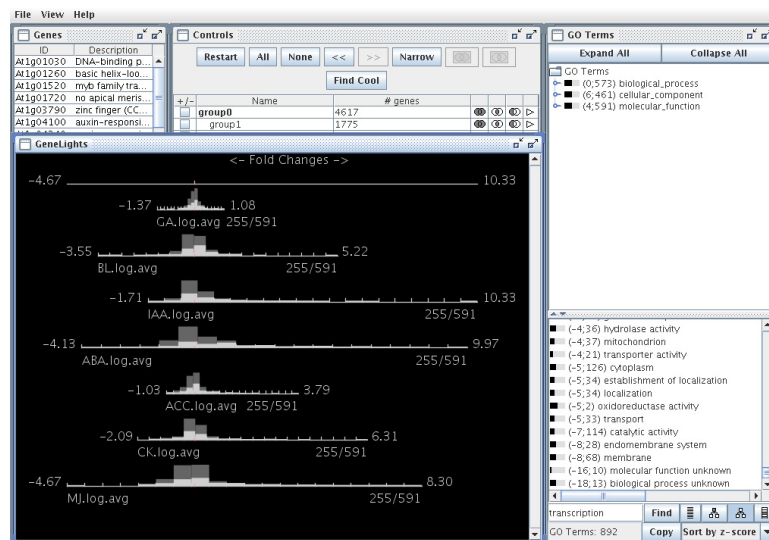 File View Help
Genes
ID Description
At1g01030 DNA-binding p...
At1g01260 basic helix-loo...
At1g01520 myb family tra...
At1g01720 no apical meris...
At1g03790 zinc finger (CC...
At1g04100 auxin-responsi...
Controls
Restart All None << >> Narrow
Find Cool
+/- Name # genes
group0 4617
group1 1775
GeneLights
<- Fold Changes ->
-4.67 10.33
-1.37 1.08
GA.log.avg 255/591
-3.55 5.22
BL.log.avg 255/591
-1.71 10.33
IAA.log.avg 255/591
-4.13 9.97
ABA.log.avg 255/591
-1.03 3.79
ACC.log.avg 255/591
-2.09 6.31
CK.log.avg 255/591
-4.67 8.30
MJ.log.avg 255/591
GO Terms
Expand All Collapse All
GO Terms
(0;573) biological_process
(6;461) cellular_component
(4;591) molecular_function
(-4;36) hydrolase activity
(-4;37) mitochondrion
(-4;21) transporter activity
(-5;126) cytoplasm
(-5;34) establishment of localization
(-5;34) localization
(-5;2) oxidoreductase activity
(-5;33) transport
(-7;114) catalytic activity
(-8;28) endomembrane system
(-8;68) membrane
(-16;10) molecular function unknown
(-18;13) biological process unknown
transcription Find
GO Terms: 892 Copy Sort by z-score